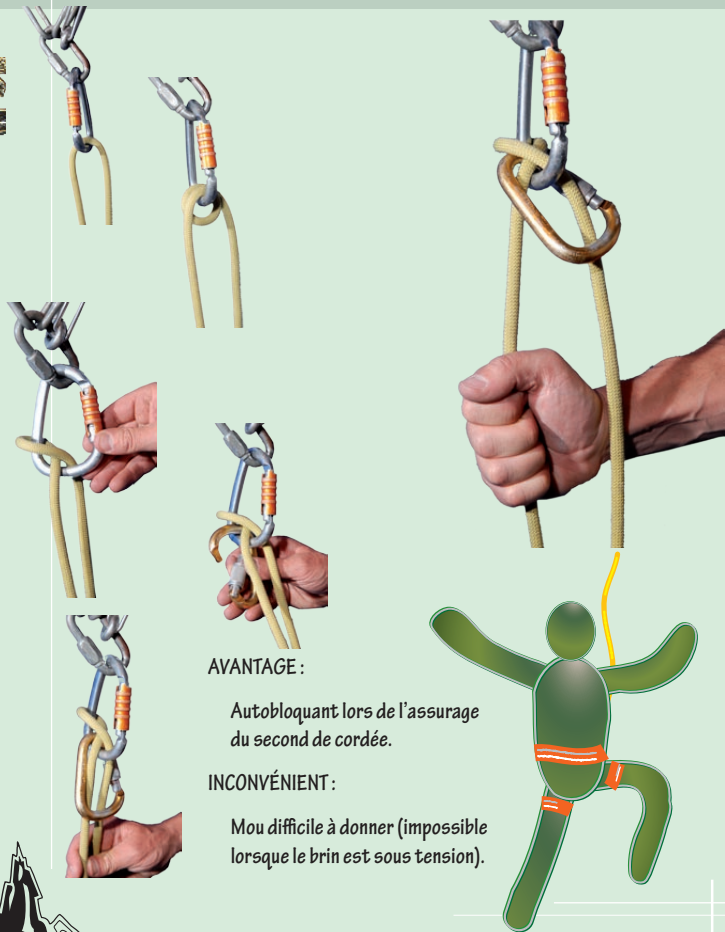 AVANTAGE :
Autobloquant lors de l'assurage
du second de cordée.
INCONVÉNIENT :
Mou difficile à donner (impossible
lorsque le brin est sous tension).